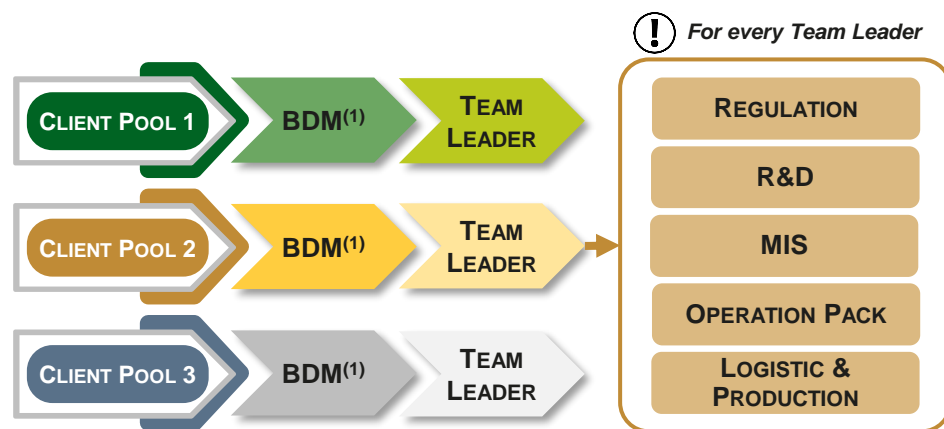 ! For every Team Leader
CLIENT POOL 1
BDM(1)
TEAM
LEADER
CLIENT POOL 2
BDM(1)
TEAM
LEADER
CLIENT POOL 3
BDM(1)
TEAM
LEADER
REGULATION
R&D
MIS
OPERATION PACK
LOGISTIC &
PRODUCTION